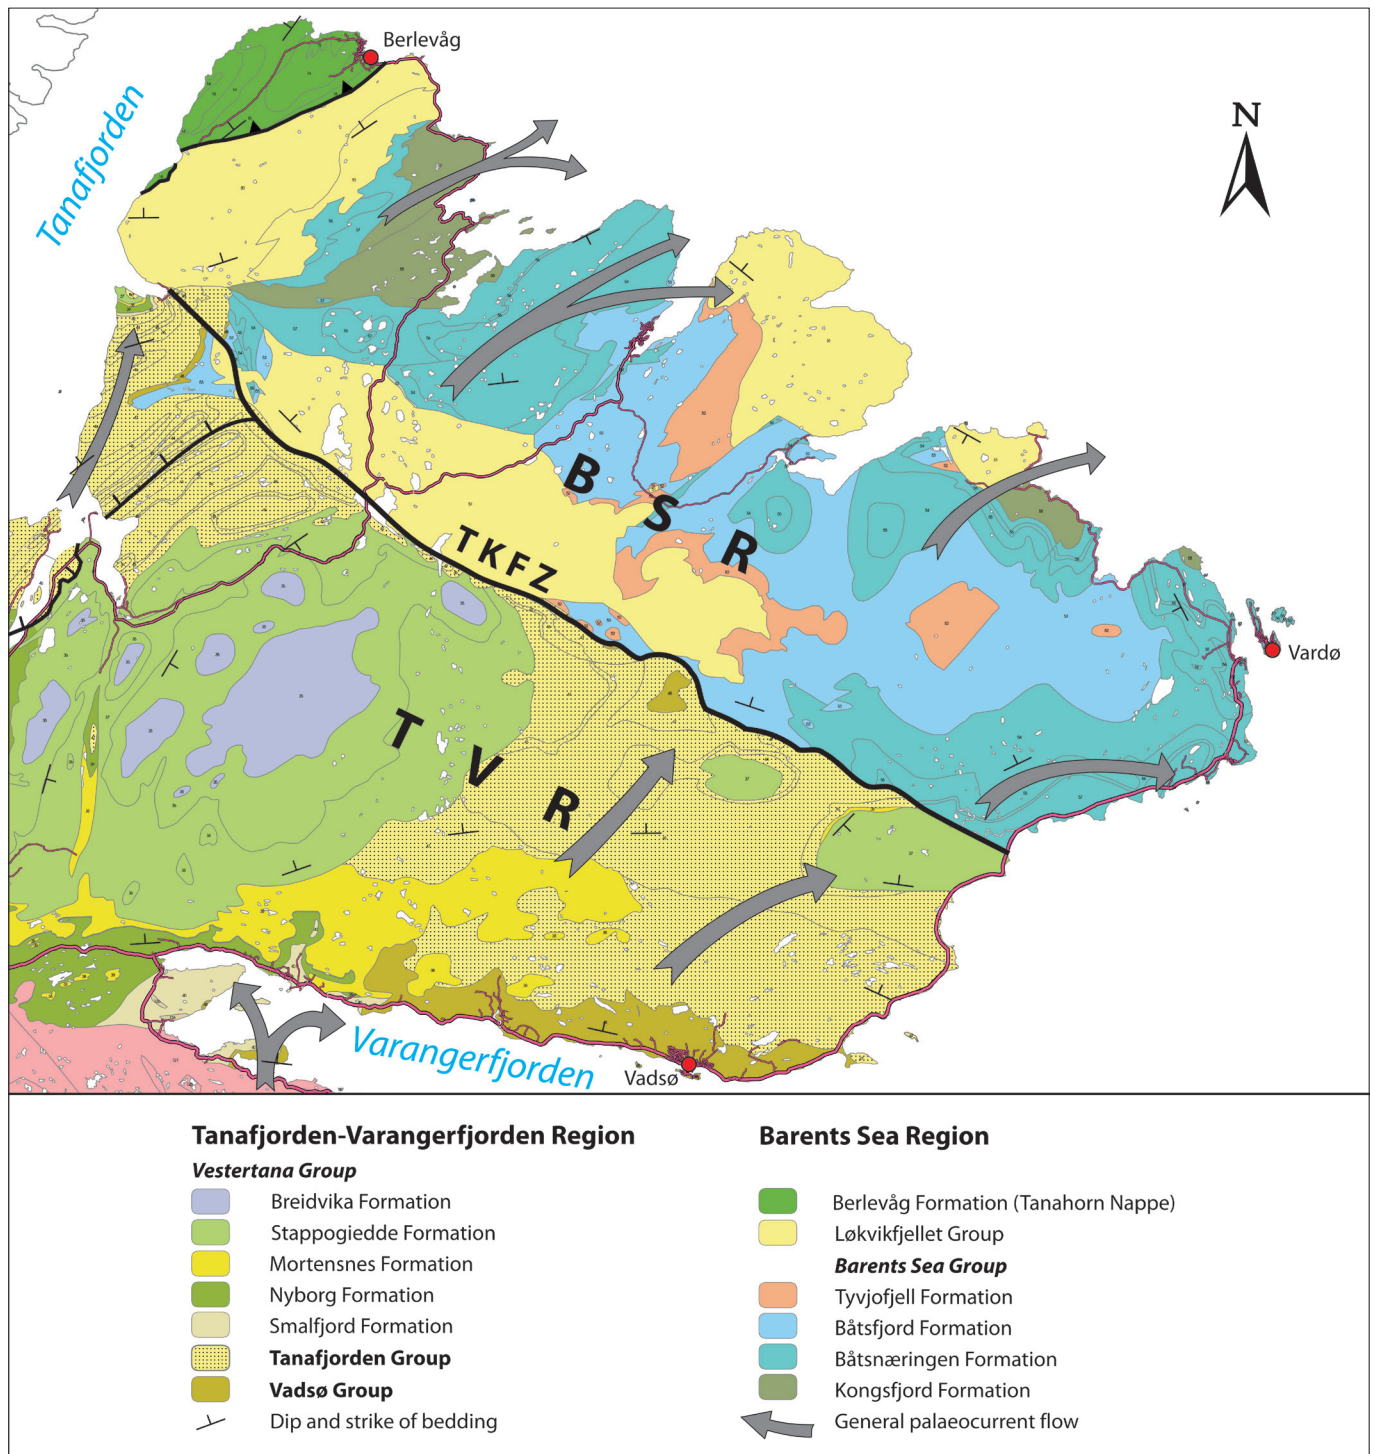 Berlevåg
Tanafjorden
N
B S R
TKFZ
Vardø
T V R
Varangerfjorden
Vadsø
Tanafjorden-Varangerfjorden Region
Vestertana Group
Breidvika Formation
Stappogiedde Formation
Mortensnes Formation
Nyborg Formation
Smalfjord Formation
Tanafjorden Group
Vadsø Group
Dip and strike of bedding
Barents Sea Region
Berlevåg Formation (Tanahorn Nappe)
Løkvikfjellet Group
Barents Sea Group
Tyvjofjell Formation
Båtsfjord Formation
Båtsnæringen Formation
Kongsfjord Formation
General palaeocurrent flow